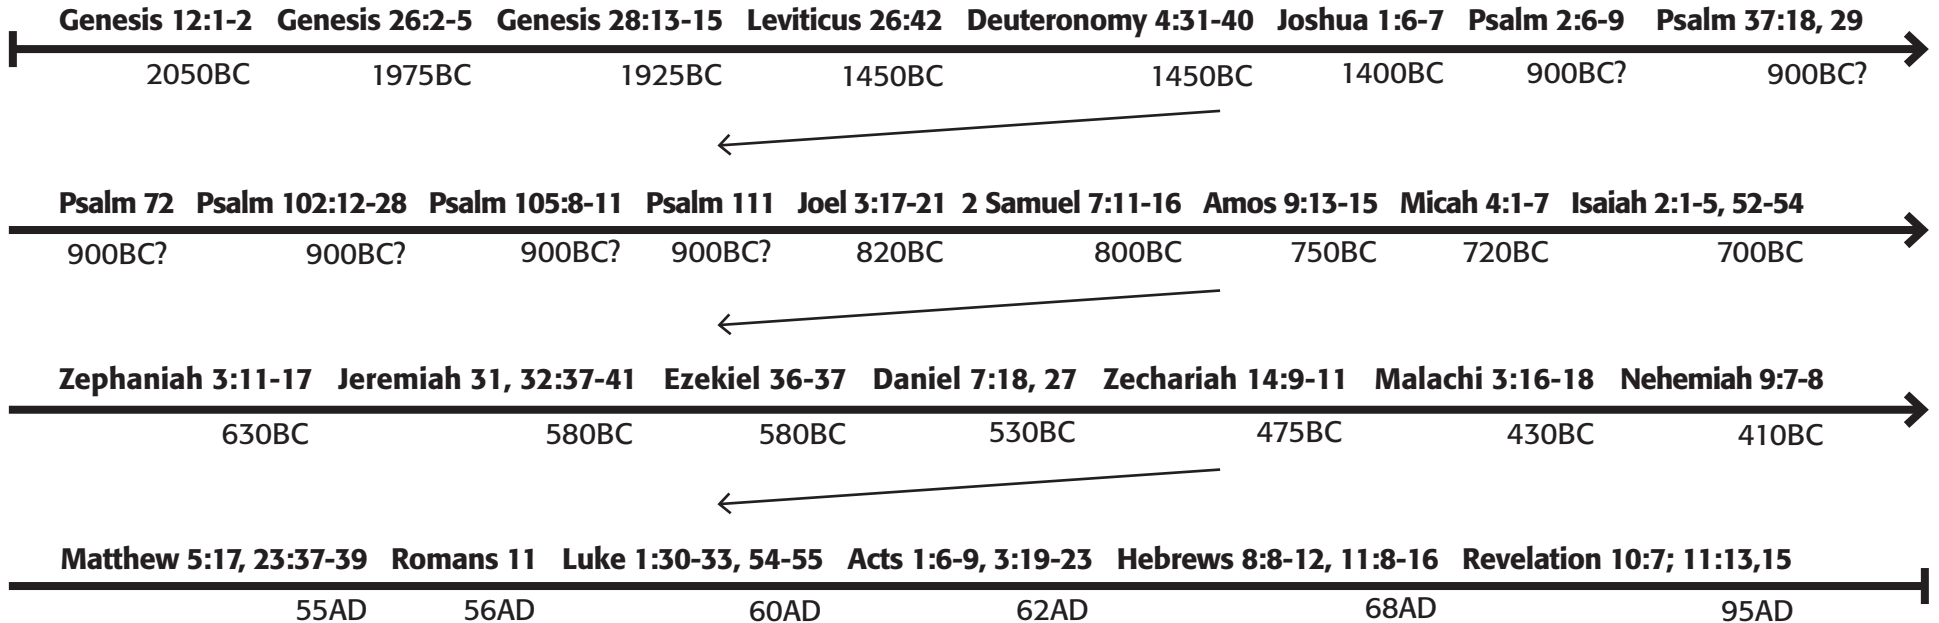 Genesis 12:1-2 Genesis 26:2-5 Genesis 28:13-15 Leviticus 26:42 Deuteronomy 4:31-40 Joshua 1:6-7 Psalm 2:6-9 Psalm 37:18, 29
2050BC 1975BC 1925BC 1450BC 1450BC 1400BC 900BC? 900BC?
Psalm 72 Psalm 102:12-28 Psalm 105:8-11 Psalm 111 Joel 3:17-21 2 Samuel 7:11-16 Amos 9:13-15 Micah 4:1-7 Isaiah 2:1-5, 52-54
900BC? 900BC? 900BC? 900BC? 820BC 800BC 750BC 720BC 700BC
Zephaniah 3:11-17 Jeremiah 31, 32:37-41 Ezekiel 36-37 Daniel 7:18, 27 Zechariah 14:9-11 Malachi 3:16-18 Nehemiah 9:7-8
630BC 580BC 580BC 530BC 475BC 430BC 410BC
Matthew 5:17, 23:37-39 Romans 11 Luke 1:30-33, 54-55 Acts 1:6-9, 3:19-23 Hebrews 8:8-12, 11:8-16 Revelation 10:7; 11:13,15
55AD 56AD 60AD 62AD 68AD 95AD